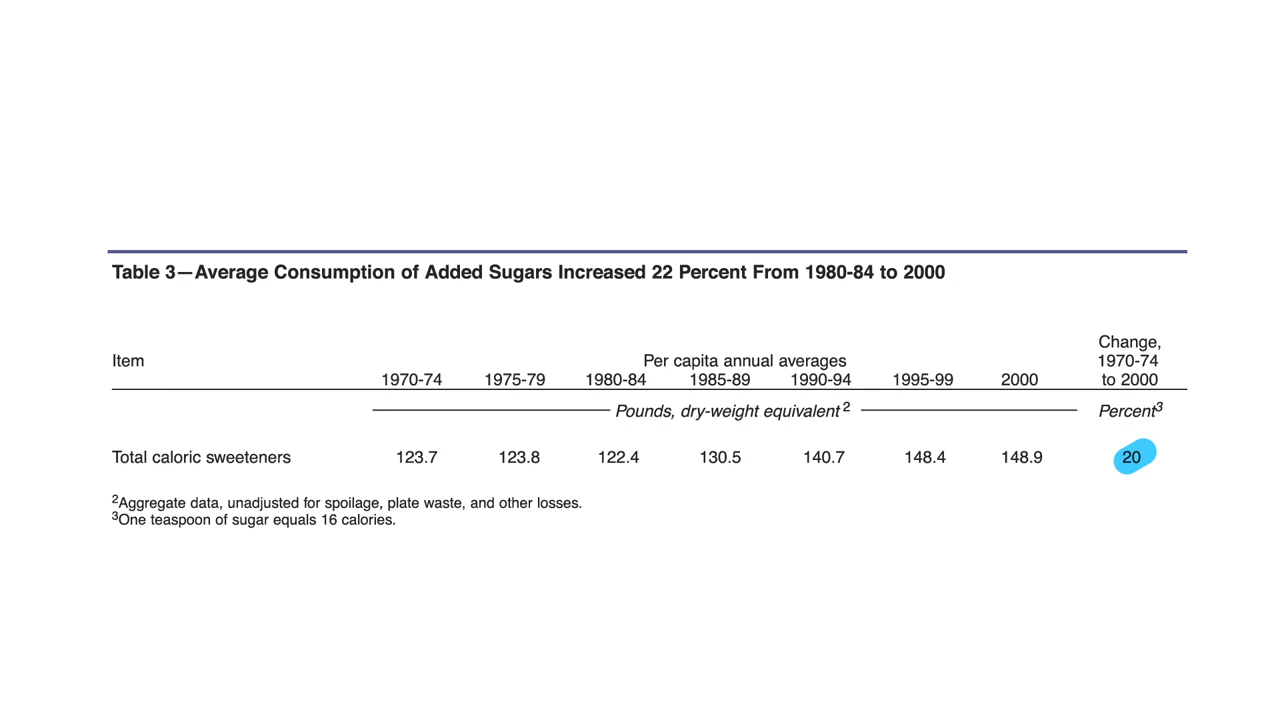 Table 3—Average Consumption of Added Sugars Increased 22 Percent From 1980-84 to 2000
Change,
Item Per capita annual averages 1970-74
1970-74 1975-79 1980-84 1985-89 1990-94 1995-99 2000 to 2000
Pounds, dry-weight equivalent2 Percent3
Total caloric sweeteners 123.7 123.8 122.4 130.5 140.7 148.4 148.9 20
2Aggregate data, unadjusted for spoilage, plate waste, and other losses.
3One teaspoon of sugar equals 16 calories.